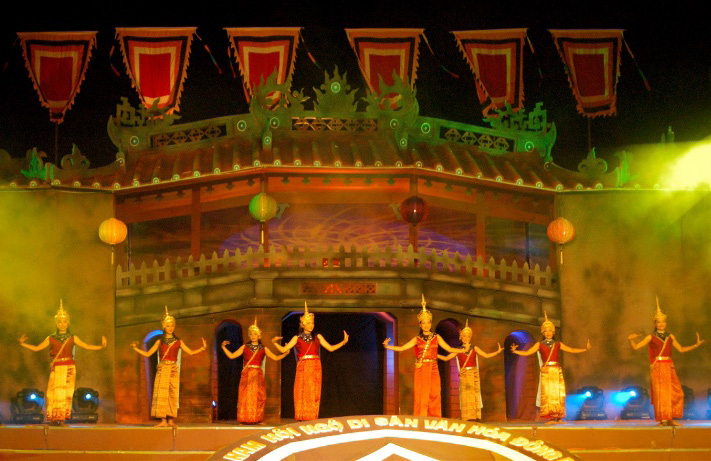 HỘI NGỘ DI SẢN VĂN HÓA ĐÔNG